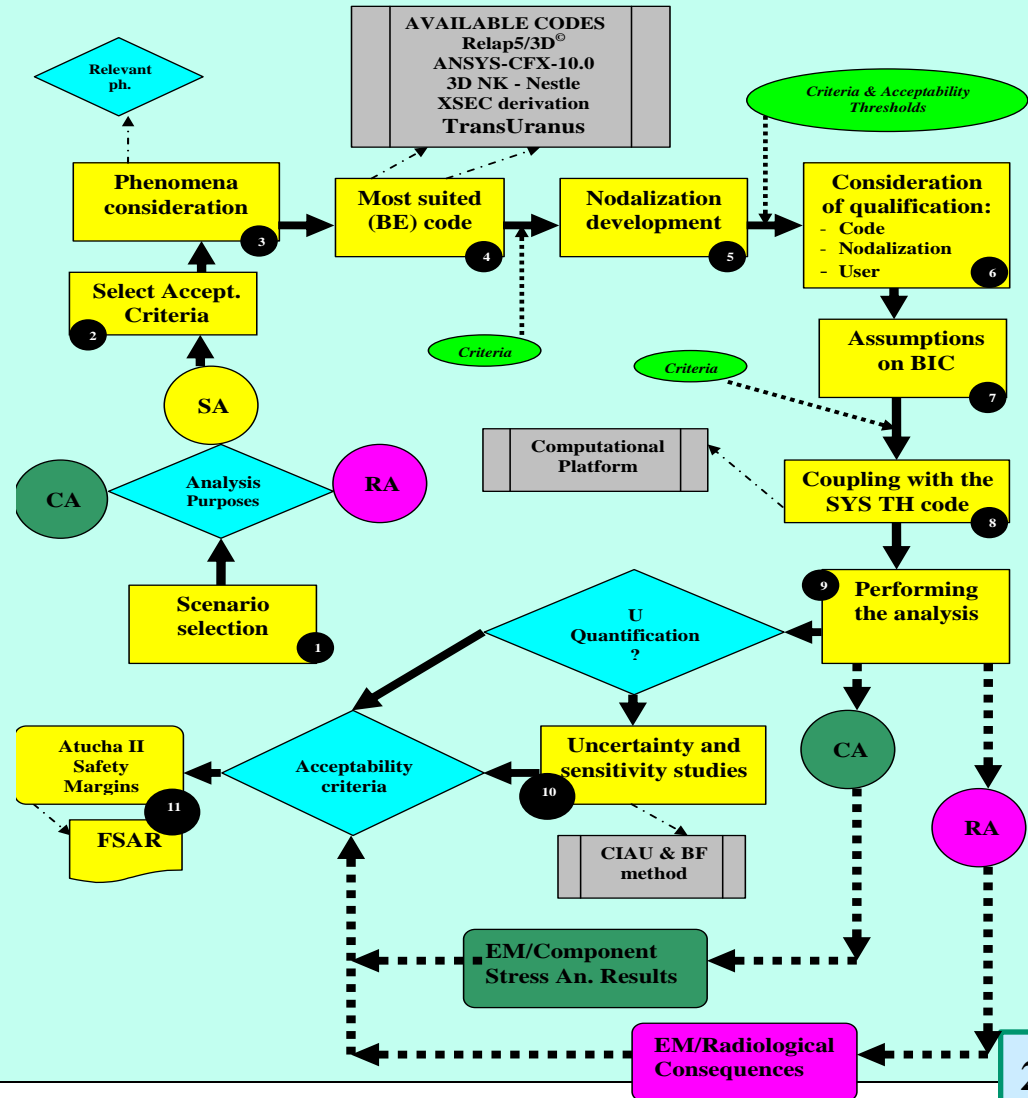 AVAILABLE CODES
Relap5/3D©
ANSYS-CFX-10.0
3D NK - Nestle
XSEC derivation
TransUranus
Relevant
ph.
Criteria & Acceptability
Thresholds
Phenomena
consideration
3
Most suited
(BE) code
4
Nodalization
development
5
Consideration
of qualification:
- Code
- Nodalization
- User
6
Select Accept.
Criteria
2
Criteria
Criteria
Assumptions
on BIC
7
SA
CA
Analysis
Purposes
RA
Computational
Platform
Coupling with the
SYS TH code
8
Scenario
selection
1
U
Quantification
?
9
Performing
the analysis
Atucha II
Safety
Margins
11
FSAR
Acceptability
criteria
Uncertainty and
sensitivity studies
10
CA
RA
CIAU & BF
method
EM/Component
Stress An. Results
EM/Radiological
Consequences
2